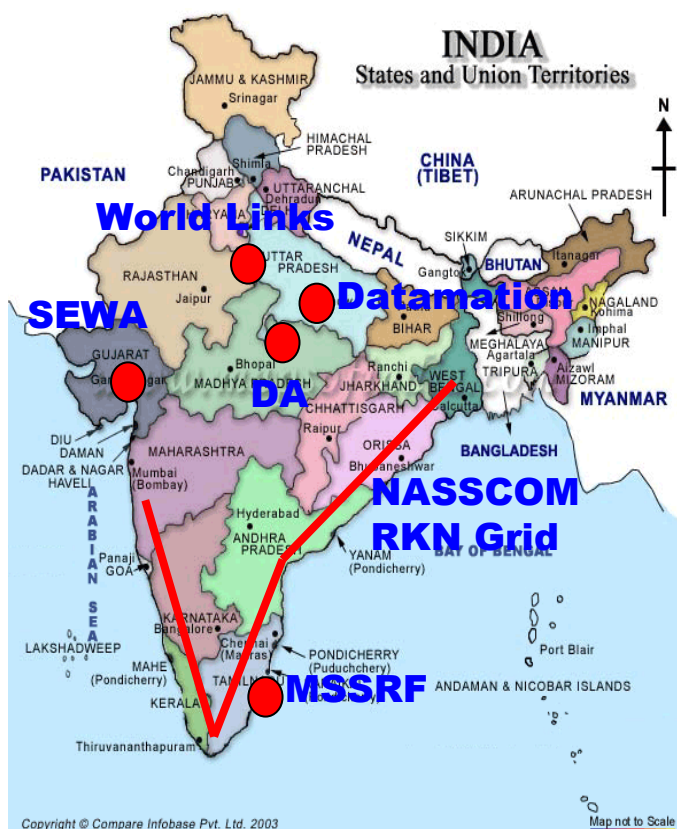 INDIA
States and Union Territories
JAMMU & KASHMIR
Srinagar
N
HIMACHAL
PRADESH
CHINA
(TIBET)
Shimla
Chandigarh
PUNJAB
PAKISTAN
UTTARANCHAL
Dehradun
ARUNACHAL PRADESH
World Links
NEPAL
SIKKIM
Gangtok
BHUTAN
Itanagar
UTTAR
PRADESH
RAJASTHAN
Jaipur
Datamation
NAGALAND
Kohima
SEWA
BIHAR
Shillong
Imphal
MANIPUR
MEGHALAYA
Agartala
TRIPURA
Aizawl
MIZORAM
GUJARAT
Bhopal
MADHYA PRADESH
DA
Ranchi
JHARKHAND
WEST
BENGAL
Calcutta
MYANMAR
CHHATTISGARH
Raipur
ORISSA
Bhubaneshwar
BANGLADESH
DIU
DAMAN
DADAR & NAGAR
HAVELI
MAHARASHTRA
Mumbai
(Bombay)
NASSCOM
RKN Grid
ARABIAN SEA
Hyderabad
ANDHRA
PRADESH
YANAM
(Pondicherry)
BAY OF BENGAL
Panaji
GOA
KARNATAKA
Bangalore
Chennai
(Madras)
PONDICHERRY
(Puduchchery)
LAKSHADWEEP
MAHE
(Pondicherry)
Port Blair
MSSRF
ANDAMAN & NICOBAR ISLANDS
KERALA
Thiruvananthapuram
Copyright © Compare Infobase Pvt. Ltd. 2003
Map not to Scale